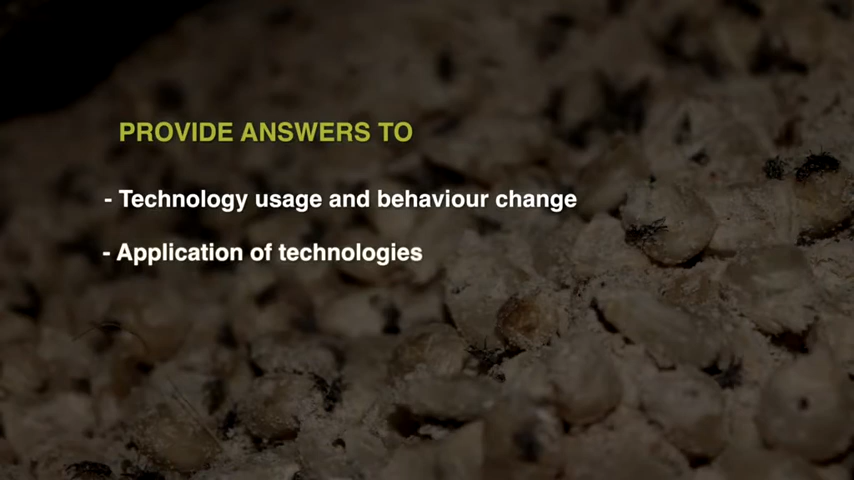 PROVIDE ANSWERS TO
- Technology usage and behaviour change
- Application of technologies